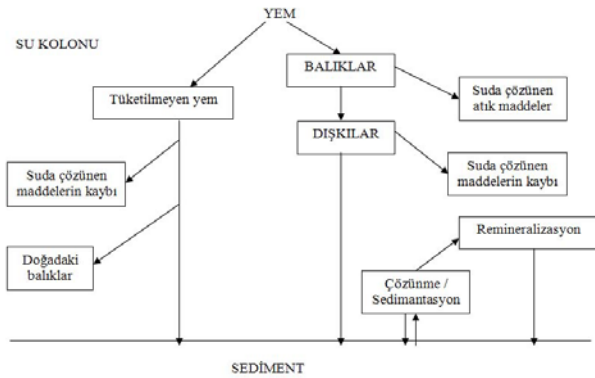 YEM
SU KOLONU
BALIKLAR
Tüketilmeyen yem
Suda çözünen
atık maddeler
DIŞKILAR
Suda çözünen
maddelerin kaybı
Suda çözünen
maddelerin kaybı
Remineralizasyon
Doğadaki
balıklar
Çözünme /
Sedimantasyon
SEDİMENT